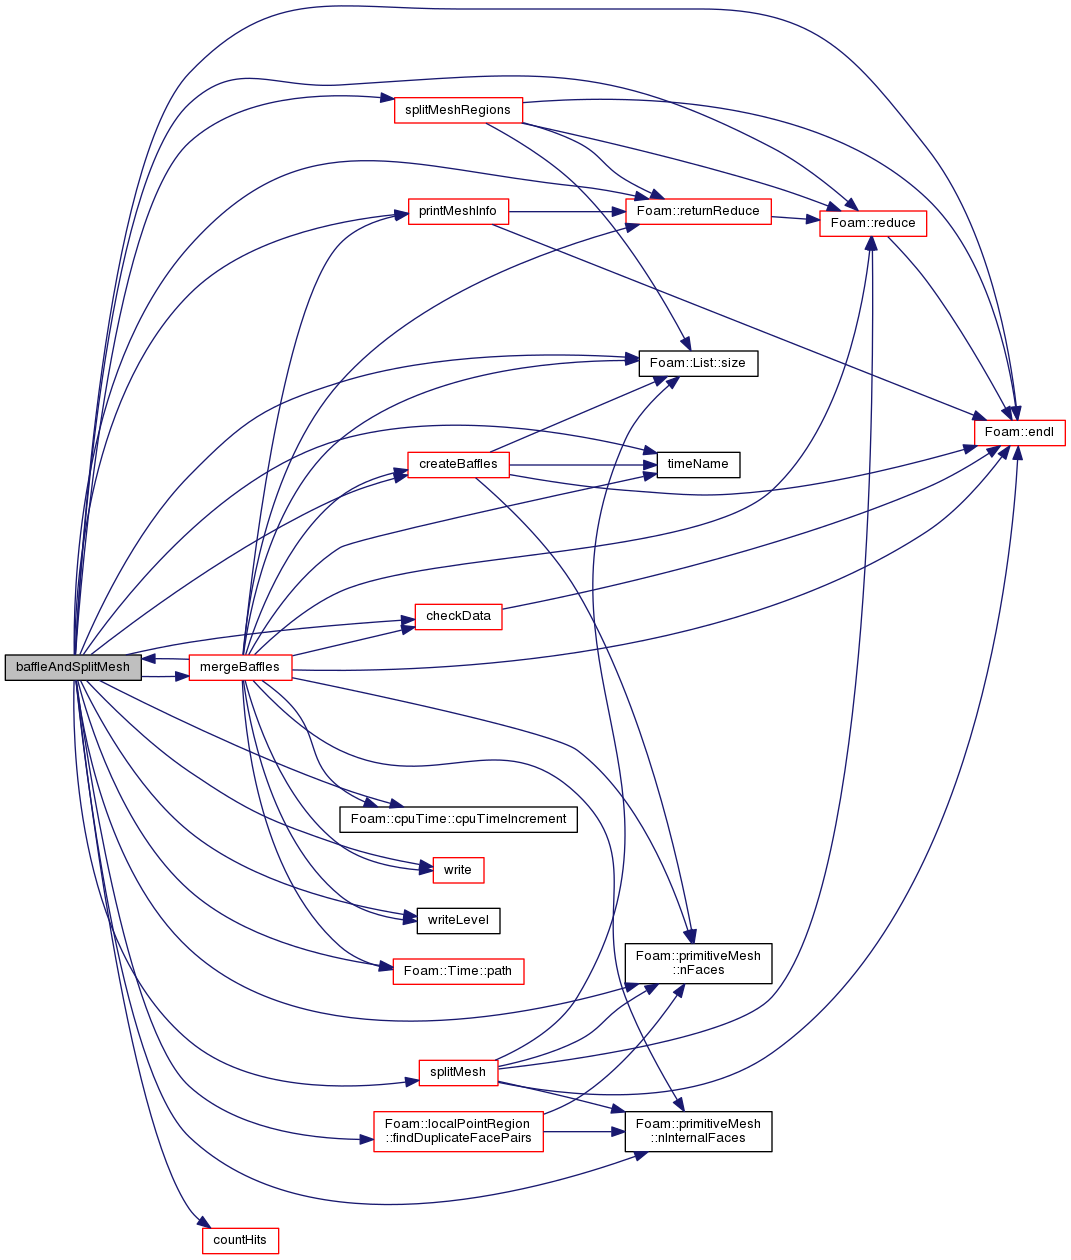 splitMeshRegions
printMeshInfo
Foam::returnReduce
Foam::reduce
Foam::List::size
Foam::endl
createBaffles
timeName
checkData
baffleAndSplitMesh
mergeBaffles
Foam::cpuTime::cpuTimeIncrement
write
writeLevel
Foam::Time::path
Foam::primitiveMesh
::nFaces
splitMesh
Foam::localPointRegion
::findDuplicateFacePairs
Foam::primitiveMesh
::nInternalFaces
countHits